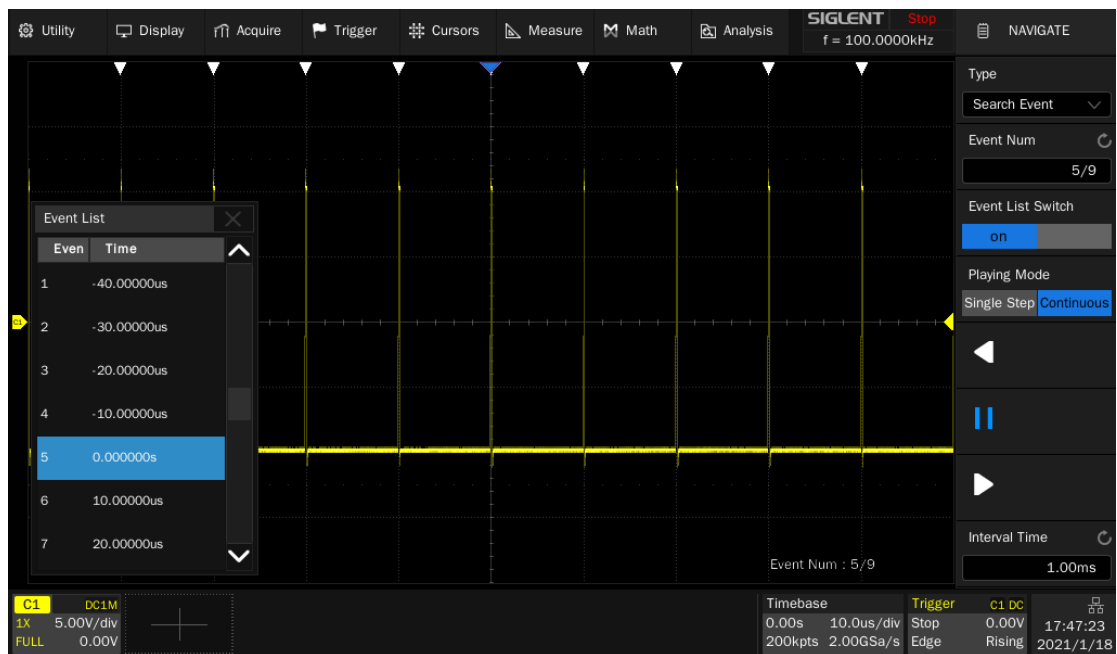 Utility Display Acquire Trigger Cursors Measure Math Analysis
SIGLENT Stop
f = 100.0000kHz
NAVIGATE
Type
Search Event
Event Num
5/9
Event List Switch
on
Playing Mode
Single Step Continuous
Interval Time
1.00ms
Event List
Even Time
1 -40.00000us
2 -30.00000us
3 -20.00000us
4 -10.00000us
5 0.000000s
6 10.00000us
7 20.00000us
C1
Event Num : 5/9
C1 DC1M
1X 5.00V/div
FULL 0.00V
Timebase
0.00s 10.0us/div
200kpts 2.00GSa/s
Trigger C1 DC
Stop 0.00V
Edge Rising
17:47:23
2021/1/18